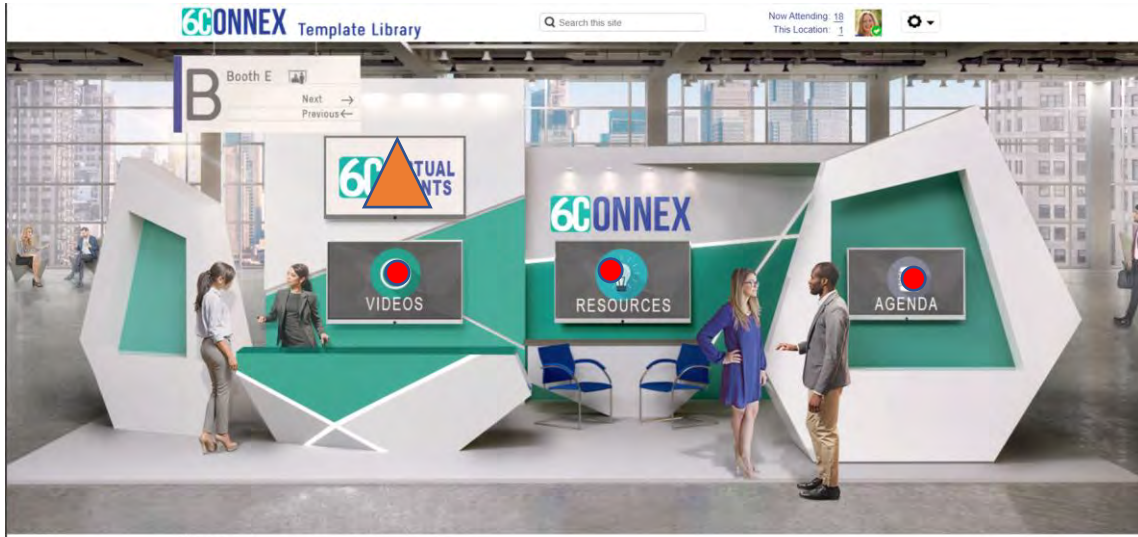 6CONNEX Template Library
Search this site
Now Attending: 18
This Location: 1
B
Booth E
Next →
Previous ←
6C TUAL
NTS
6CONNEX
VIDEOS
RESOURCES
AGENDA